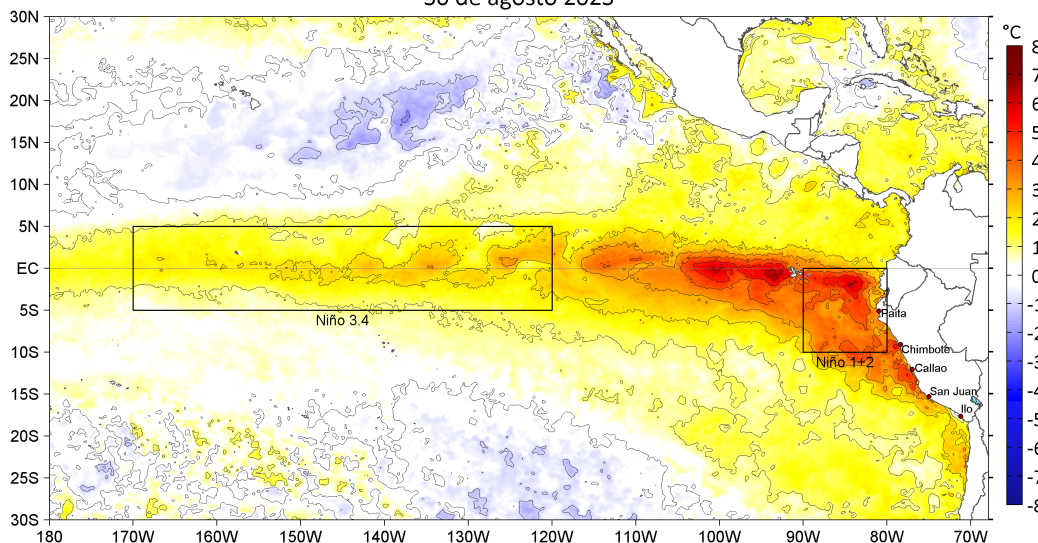 30 de agosto 2023
°C
30N
25N
20N
15N
10N
5N
EC
5S
10S
15S
20S
25S
30S
Niño 3.4
Niño 1+2
Paita
Chimbote
Callao
San Juan
Ilo
180 170W 160W 150W 140W 130W 120W 110W 100W 90W 80W 70W
8
7
6
5
4
3
2
1
0
-1
-2
-3
-4
-5
-6
-7
-8